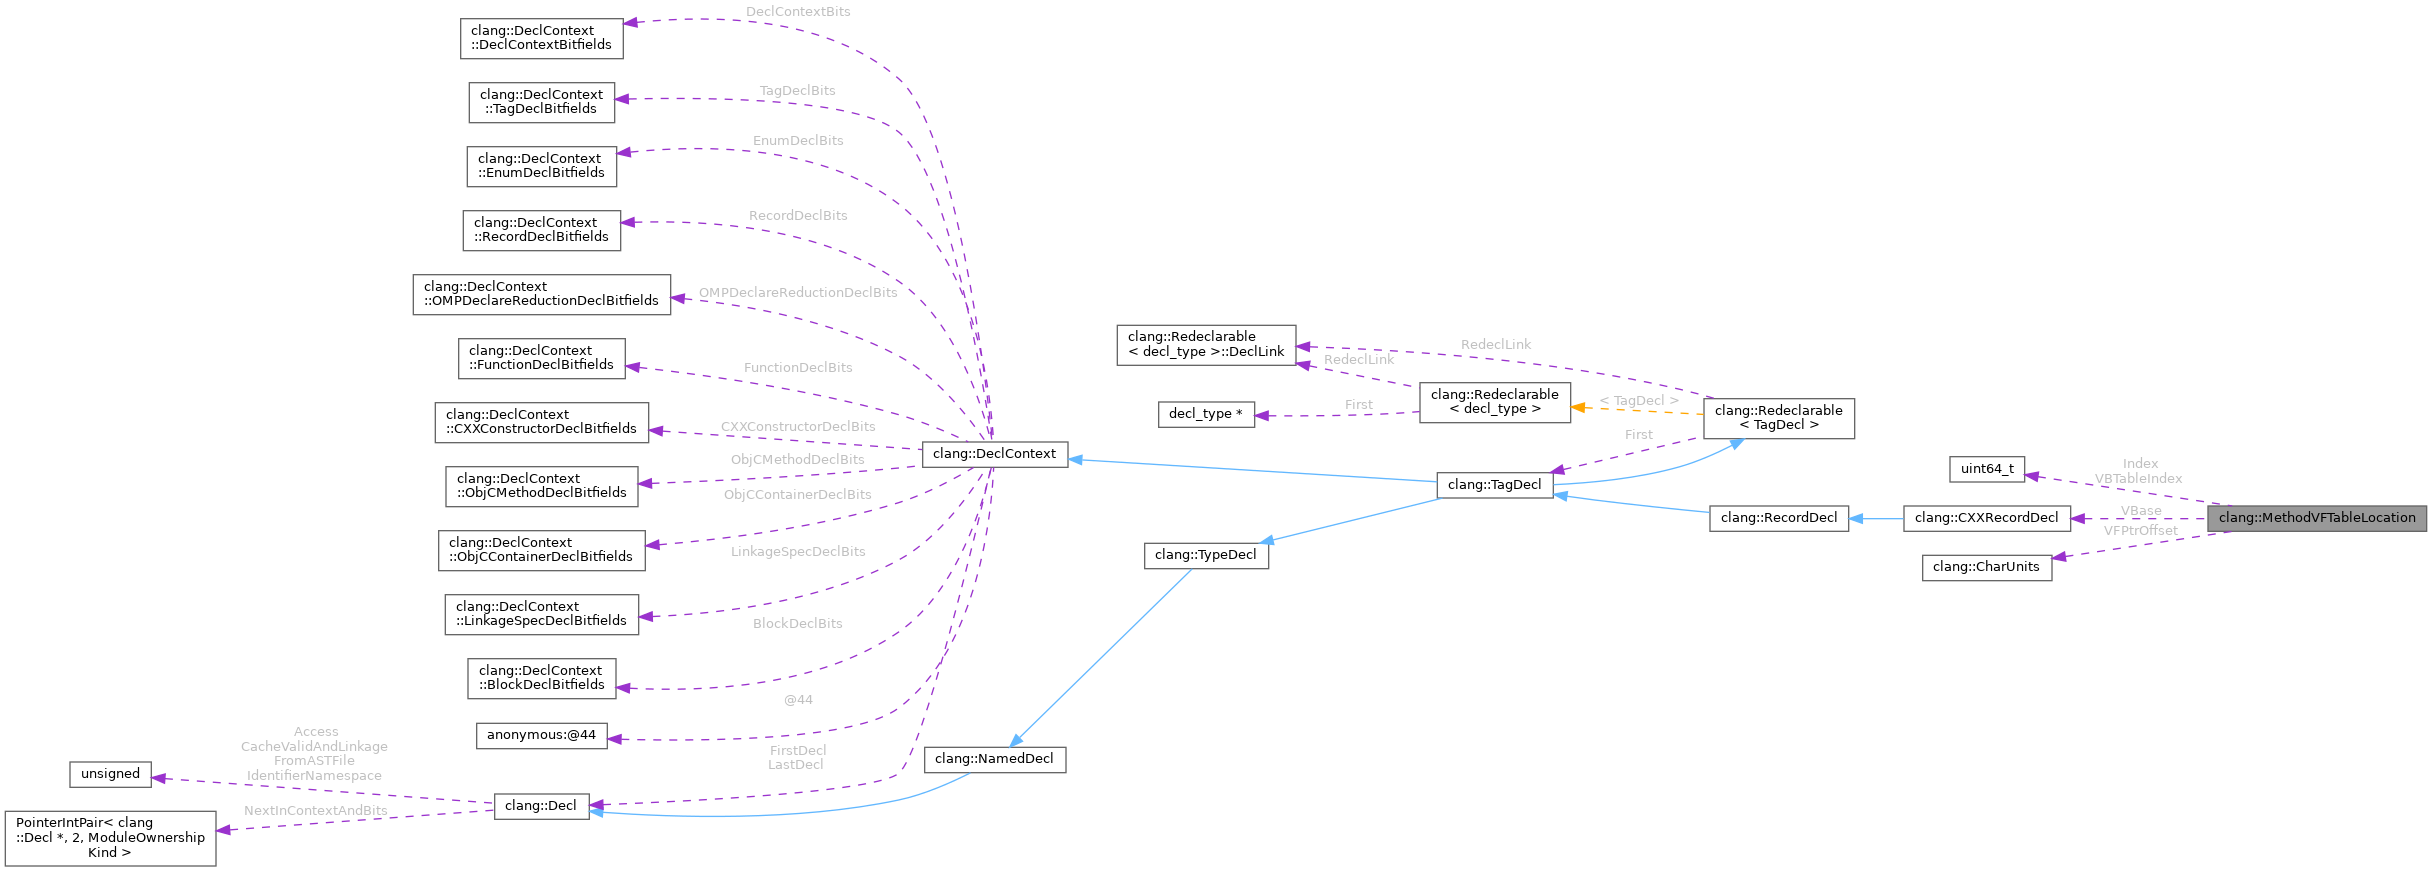 DeclContextBits
clang::DeclContext
::DeclContextBitfields
TagDeclBits
clang::DeclContext
::TagDeclBitfields
EnumDeclBits
clang::DeclContext
::EnumDeclBitfields
RecordDeclBits
clang::DeclContext
::RecordDeclBitfields
OMPDeclareReductionDeclBits
clang::DeclContext
::OMPDeclareReductionDeclBitfields
FunctionDeclBits
clang::DeclContext
::FunctionDeclBitfields
CXXConstructorDeclBits
clang::DeclContext
::CXXConstructorDeclBitfields
ObjCMethodDeclBits
clang::DeclContext
::ObjCMethodDeclBitfields
ObjCContainerDeclBits
clang::DeclContext
::ObjCContainerDeclBitfields
LinkageSpecDeclBits
clang::DeclContext
::LinkageSpecDeclBitfields
BlockDeclBits
clang::DeclContext
::BlockDeclBitfields
@44
anonymous:@44
FirstDecl
LastDecl
Access
CacheValidAndLinkage
FromASTFile
IdentifierNamespace
unsigned
clang::Decl
NextInContextAndBits
PointerIntPair< clang
::Decl *, 2, ModuleOwnership
Kind >
clang::DeclContext
clang::NamedDecl
clang::Redeclarable
< decl_type >::DeclLink
RedeclLink
RedeclLink
decl_type *
First
clang::Redeclarable
< decl_type >
< TagDecl >
clang::Redeclarable
< TagDecl >
First
clang::TagDecl
clang::TypeDecl
clang::RecordDecl
uint64_t
Index
VBTableIndex
clang::CXXRecordDecl
VBase
VFPtrOffset
clang::CharUnits
clang::MethodVFTableLocation